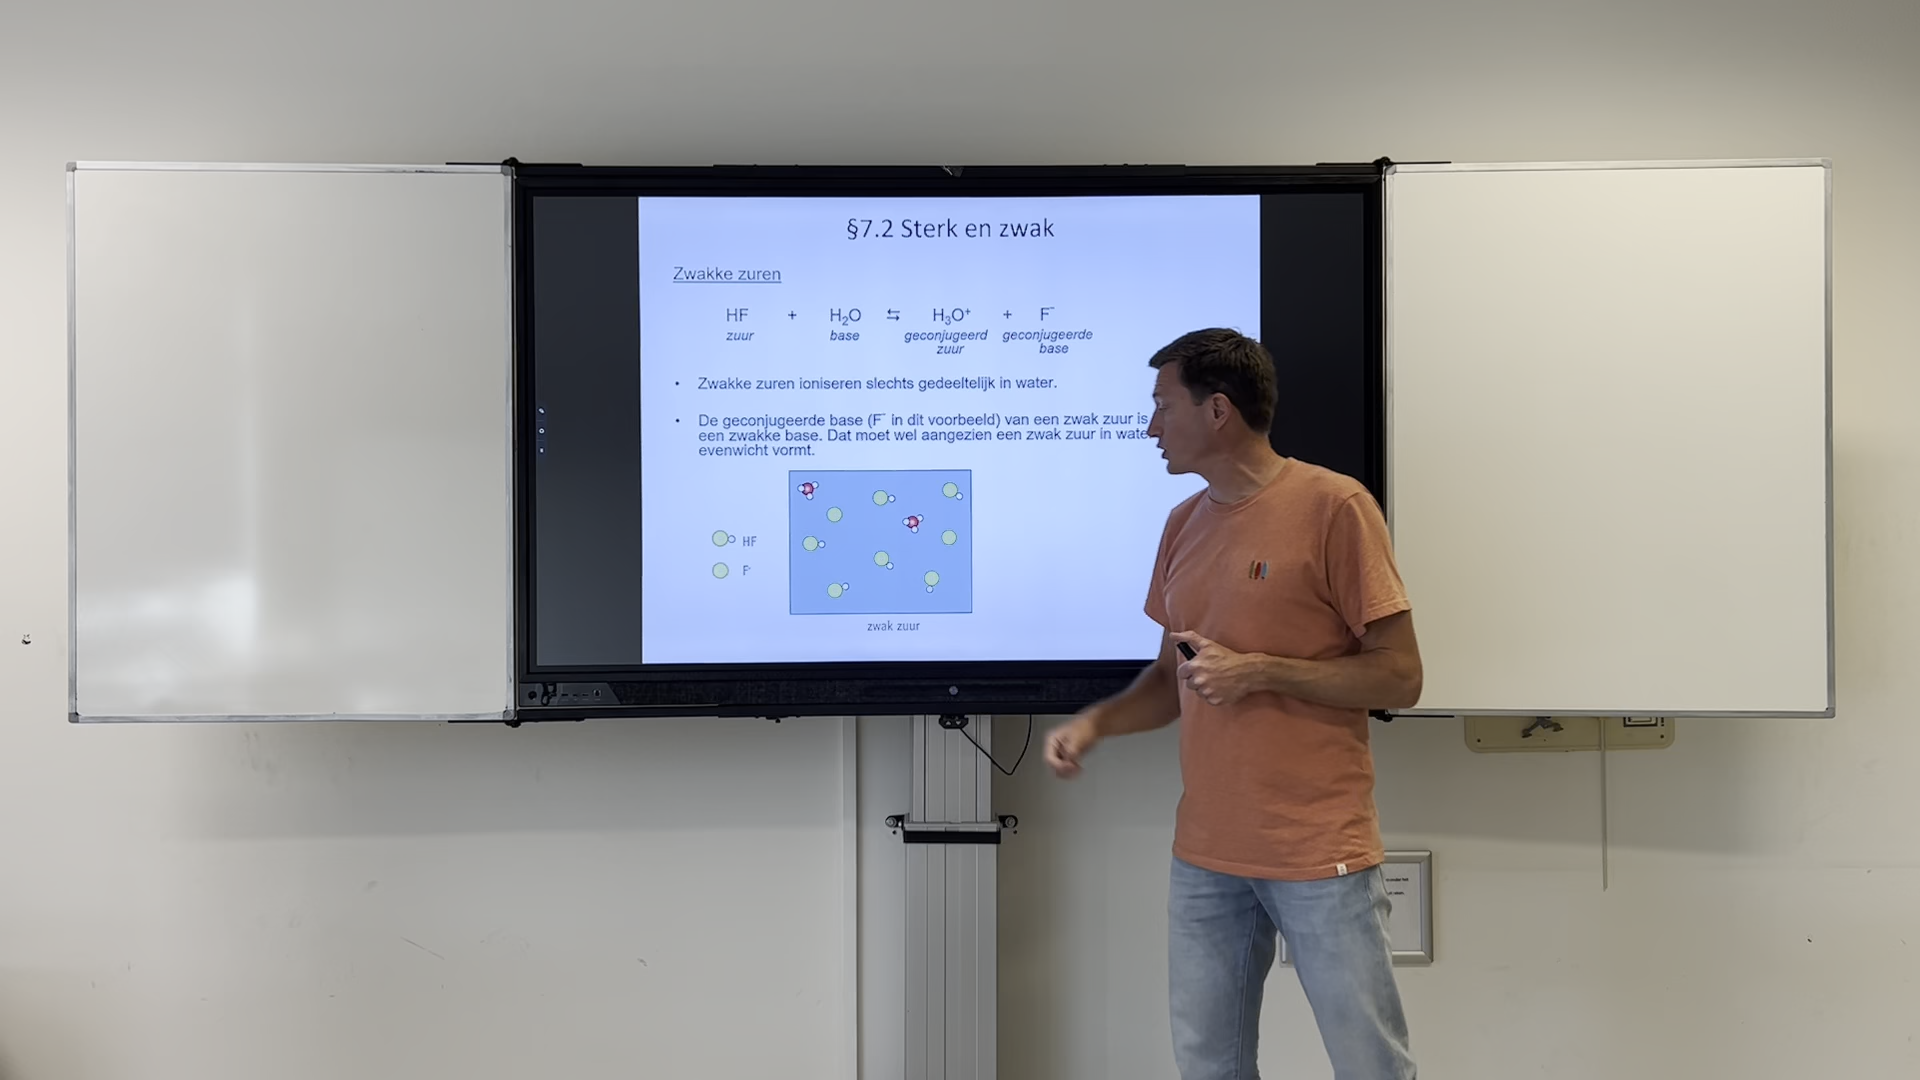 §7.2 Sterk en zwak
Zwakke zuren
HF + H₂O ⇆ H₃O⁺ + F⁻
zuur base geconjugeerd geconjugeerde
zuur base
• Zwakke zuren ioniseren slechts gedeeltelijk in water.
• De geconjugeerde base (F⁻ in dit voorbeeld) van een zwak zuur is
een zwakke base. Dat moet wel aangezien een zwak zuur in wate
evenwicht vormt.
HF
F⁻
zwak zuur